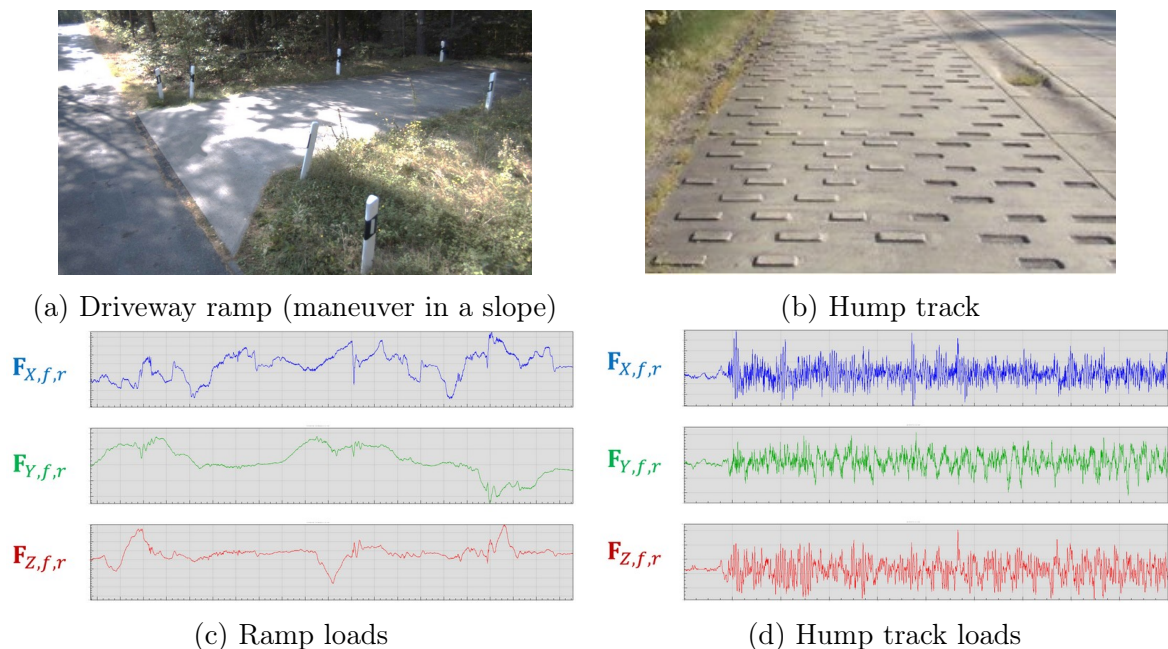 (a) Driveway ramp (maneuver in a slope)
(b) Hump track
F_{X,f,r}
F_{X,f,r}
F_{Y,f,r}
F_{Y,f,r}
F_{Z,f,r}
F_{Z,f,r}
(c) Ramp loads
(d) Hump track loads